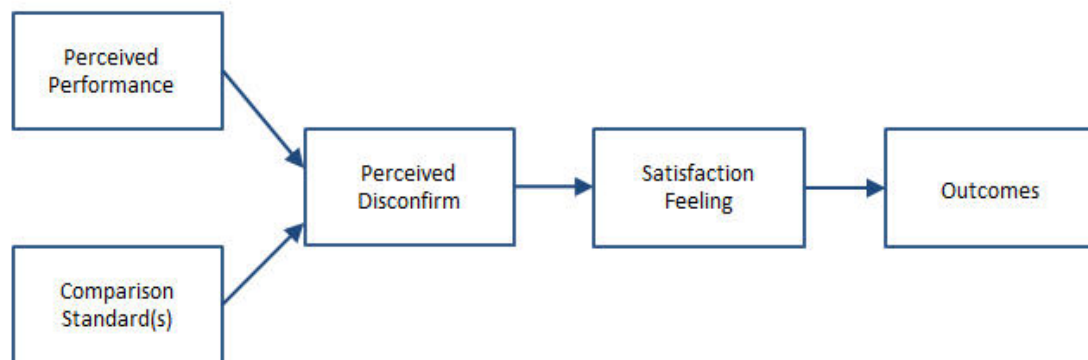 Perceived
Performance
Comparison
Standard(s)
Perceived
Disconfirm
Satisfaction
Feeling
Outcomes